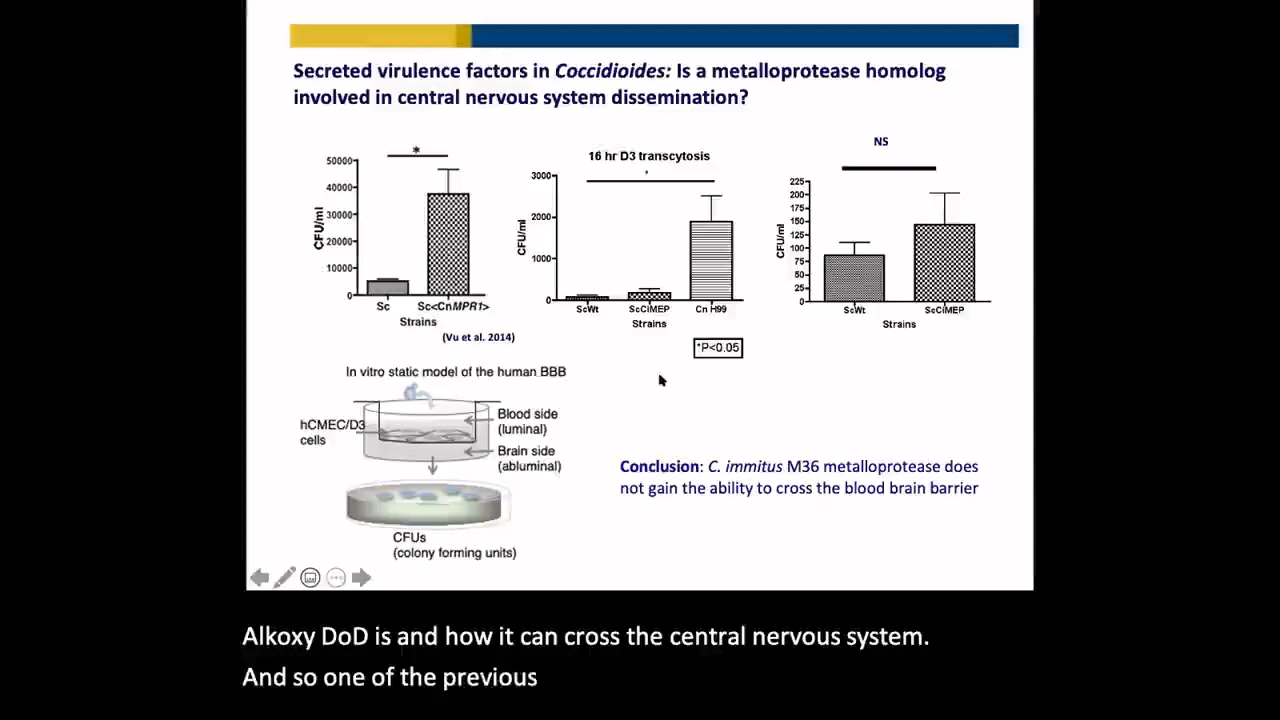 Secreted virulence factors in Coccidioides: Is a metalloprotease homolog
involved in central nervous system dissemination?
*
50000
40000
30000
20000
10000
0
CFU/ml
Sc
Sc<CnMPR1>
Strains
(Vu et al. 2014)
16 hr D3 transcytosis
*
3000
2000
1000
0
CFU/ml
ScWt
ScCiMEP
Cn H99
Strains
*P<0.05
NS
225
200
175
150
125
100
75
50
25
0
CFU/ml
ScWt
ScCiMEP
Strains
In vitro static model of the human BBB
hCMEC/D3
cells
Blood side
(luminal)
Brain side
(abluminal)
CFUs
(colony forming units)
Conclusion: C. immitus M36 metalloprotease does
not gain the ability to cross the blood brain barrier
Alkoxy DoD is and how it can cross the central nervous system.
And so one of the previous